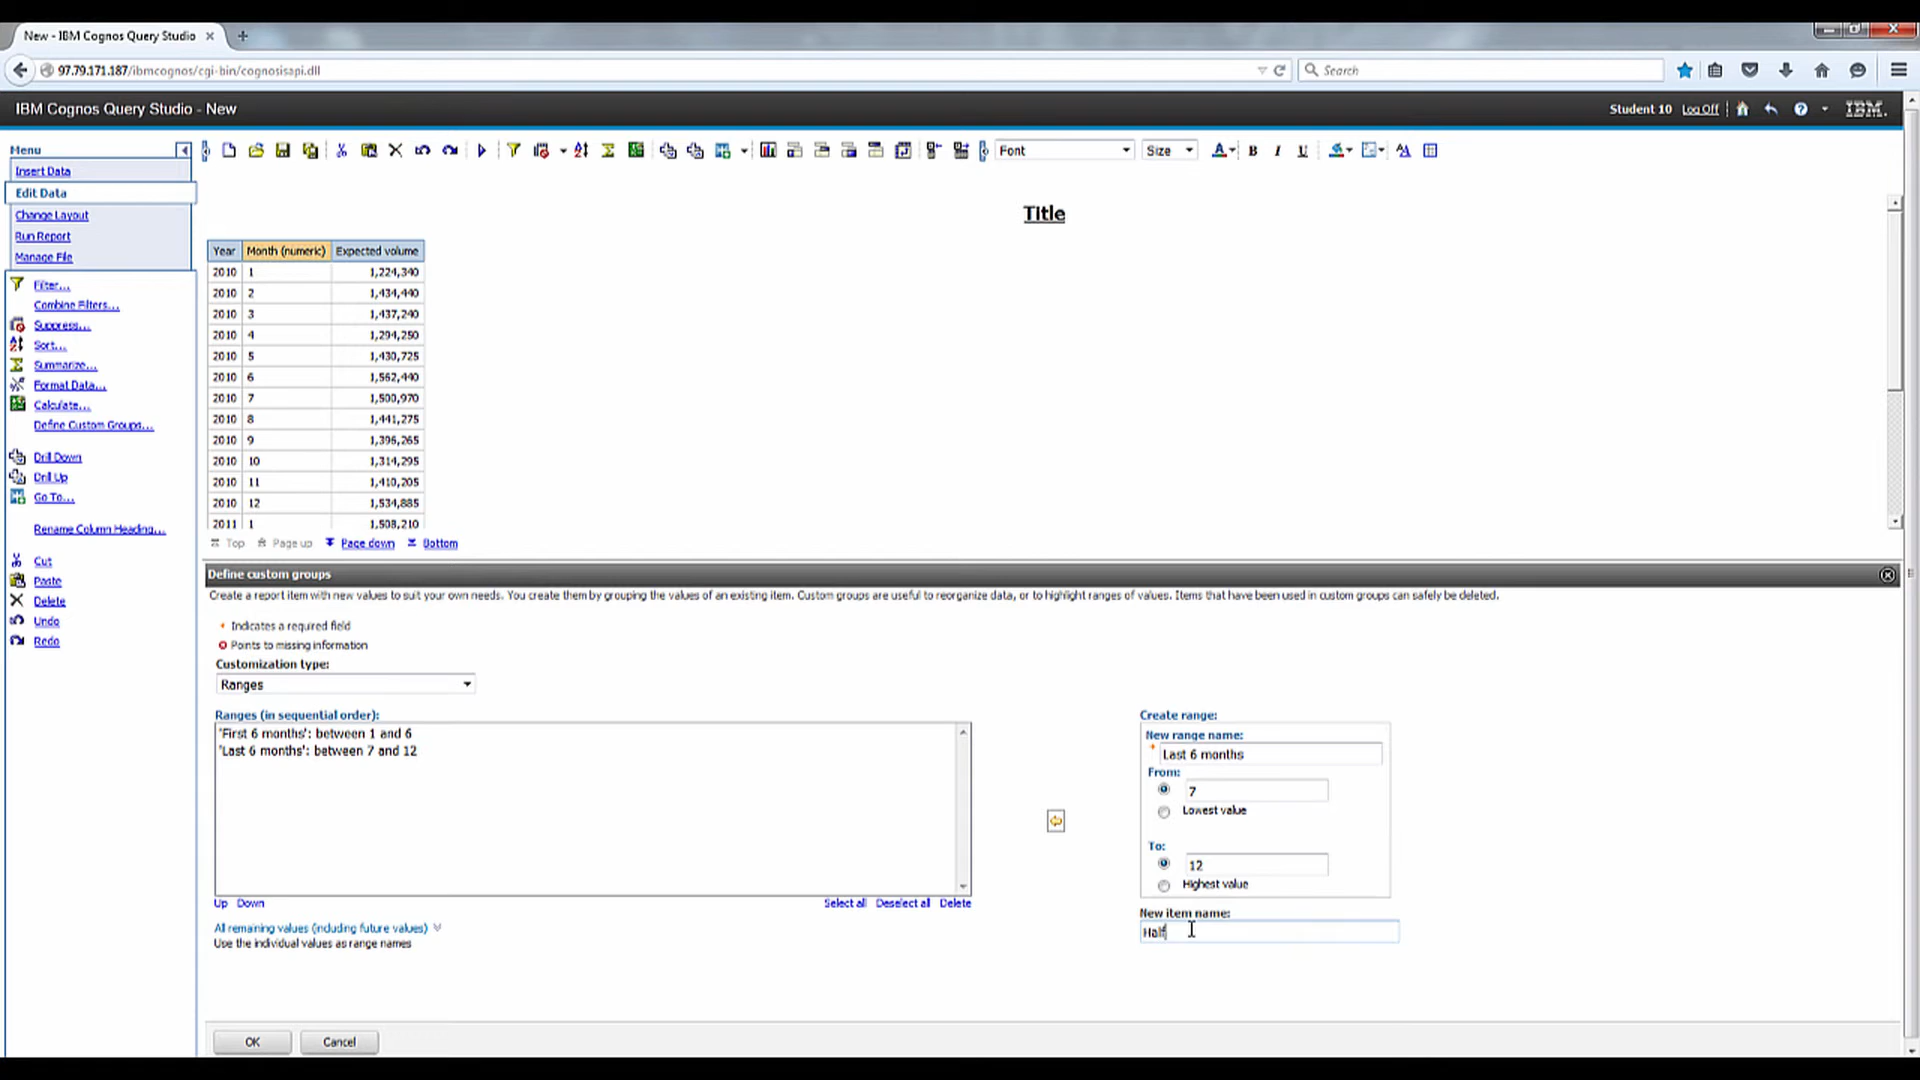 New - IBM Cognos Query Studio
97.79.171.187/ibmcognos/cgi-bin/cognosisapi.dll
Search
IBM Cognos Query Studio - New
Student 10 Log Off
IBM.
Menu
Insert Data
Edit Data
Change Layout
Run Report
Manage File
Filter...
Combine Filters...
Suppress...
Sort...
Summarize...
Format Data...
Calculate...
Define Custom Groups...
Drill Down
Drill Up
Go To...
Rename Column Heading...
Cut
Paste
Delete
Undo
Redo
Font Size A B I U
Title
Year Month (numeric) Expected volume
2010 1 1,224,340
2010 2 1,434,440
2010 3 1,437,240
2010 4 1,294,250
2010 5 1,430,725
2010 6 1,562,440
2010 7 1,500,970
2010 8 1,441,275
2010 9 1,396,265
2010 10 1,314,295
2010 11 1,410,205
2010 12 1,534,885
2011 1 1,508,210
Top Page up Page down Bottom
Define custom groups
Create a report item with new values to suit your own needs. You create them by grouping the values of an existing item. Custom groups are useful to reorganize data, or to highlight ranges of values. Items that have been used in custom groups can safely be deleted.
Indicates a required field
Points to missing information
Customization type:
Ranges
Ranges (in sequential order):
'First 6 months': between 1 and 6
'Last 6 months': between 7 and 12
Up Down
Select all Deselect all Delete
All remaining values (including future values)
Use the individual values as range names
Create range:
New range name:
Last 6 months
From:
7
Lowest value
To:
12
Highest value
New item name:
Half
OK
Cancel